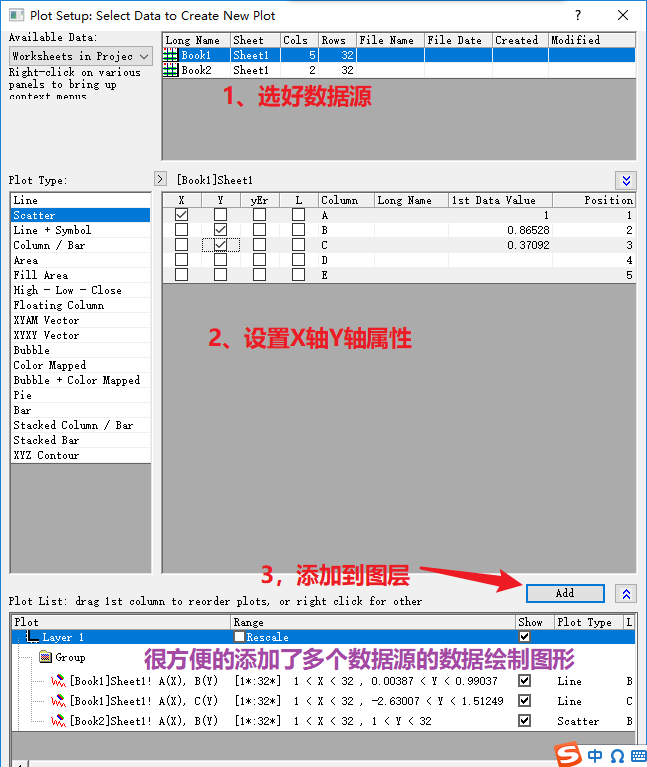 Plot Setup: Select Data to Create New Plot
Available Data:
Worksheets in Projec
Right-click on various
panels to bring up
context menus
Long Name Sheet Cols Rows File Name File Date Created Modified
Book1 Sheet1 5 32
Book2 Sheet1 2 32
1、选好数据源
Plot Type:
[Book1]Sheet1
Line
Scatter
Line + Symbol
Column / Bar
Area
Fill Area
High - Low - Close
Floating Column
XYAM Vector
XYXY Vector
Bubble
Color Mapped
Bubble + Color Mapped
Pie
Bar
Stacked Column / Bar
Stacked Bar
XYZ Contour
X Y yEr L Column Long Name 1st Data Value Position
A 1 1
B 0.86528 2
C 0.37092 3
D 4
E 5
2、设置X轴Y轴属性
3，添加到图层
Add
Plot List: drag 1st column to reorder plots, or right click for other
Plot Range Show Plot Type L
Layer 1 Rescale
Group
很方便的添加了多个数据源的数据绘制图形
[Book1]Sheet1! A(X), B(Y) [1*:32*] 1 < X < 32 , 0.00387 < Y < 0.99037 Line B
[Book1]Sheet1! A(X), C(Y) [1*:32*] 1 < X < 32 , -2.63007 < Y < 1.51249 Line C
[Book2]Sheet1! A(X), B(Y) [1*:32*] 1 < X < 32 , 1 < Y < 32 Scatter B
中